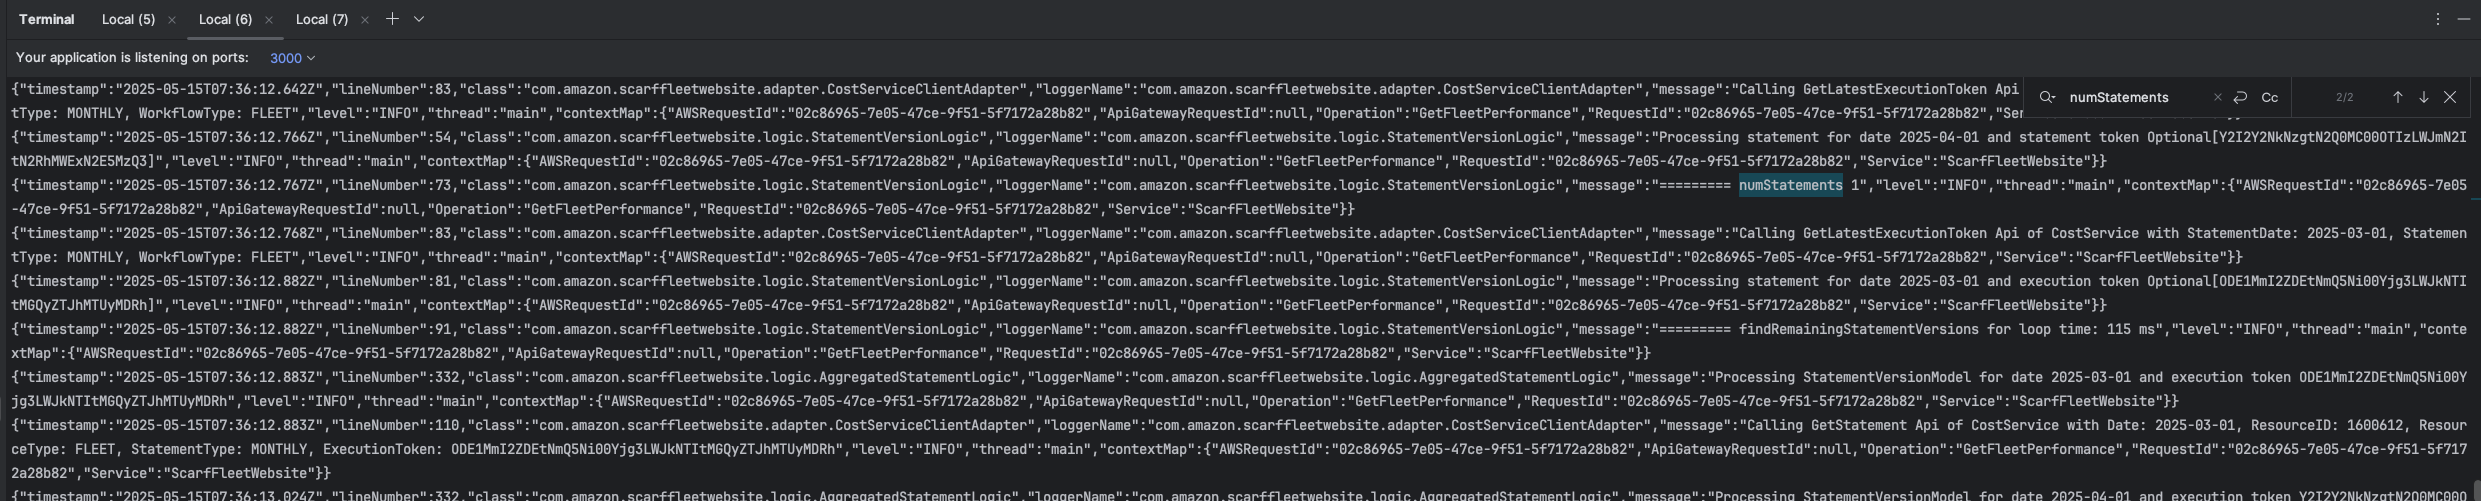 Terminal Local (5) × Local (6) × Local (7) × +
Your application is listening on ports: 3000
{"timestamp":"2025-05-15T07:36:12.642Z","lineNumber":83,"class":"com.amazon.scarffleetwebsite.adapter.CostServiceClientAdapter","loggerName":"com.amazon.scarffleetwebsite.adapter.CostServiceClientAdapter","message":"Calling GetLatestExecutionToken Api
numStatements × Cc 2/2
tType: MONTHLY, WorkflowType: FLEET","level":"INFO","thread":"main","contextMap":{"AWSRequestId":"02c86965-7e05-47ce-9f51-5f7172a28b82","ApiGatewayRequestId":null,"Operation":"GetFleetPerformance","RequestId":"02c86965-7e05-47ce-9f51-5f7172a28b82","Ser
{"timestamp":"2025-05-15T07:36:12.766Z","lineNumber":54,"class":"com.amazon.scarffleetwebsite.logic.StatementVersionLogic","loggerName":"com.amazon.scarffleetwebsite.logic.StatementVersionLogic","message":"Processing statement for date 2025-04-01 and statement token Optional[Y2I2Y2NkNzgtN2Q0MC00OTIzLWJmN2I
tN2RhMWExN2E5MzQ3]","level":"INFO","thread":"main","contextMap":{"AWSRequestId":"02c86965-7e05-47ce-9f51-5f7172a28b82","ApiGatewayRequestId":null,"Operation":"GetFleetPerformance","RequestId":"02c86965-7e05-47ce-9f51-5f7172a28b82","Service":"ScarfFleetWebsite"}}
{"timestamp":"2025-05-15T07:36:12.767Z","lineNumber":73,"class":"com.amazon.scarffleetwebsite.logic.StatementVersionLogic","loggerName":"com.amazon.scarffleetwebsite.logic.StatementVersionLogic","message":"========= numStatements 1","level":"INFO","thread":"main","contextMap":{"AWSRequestId":"02c86965-7e05
-47ce-9f51-5f7172a28b82","ApiGatewayRequestId":null,"Operation":"GetFleetPerformance","RequestId":"02c86965-7e05-47ce-9f51-5f7172a28b82","Service":"ScarfFleetWebsite"}}
{"timestamp":"2025-05-15T07:36:12.768Z","lineNumber":83,"class":"com.amazon.scarffleetwebsite.adapter.CostServiceClientAdapter","loggerName":"com.amazon.scarffleetwebsite.adapter.CostServiceClientAdapter","message":"Calling GetLatestExecutionToken Api of CostService with StatementDate: 2025-03-01, Statemen
tType: MONTHLY, WorkflowType: FLEET","level":"INFO","thread":"main","contextMap":{"AWSRequestId":"02c86965-7e05-47ce-9f51-5f7172a28b82","ApiGatewayRequestId":null,"Operation":"GetFleetPerformance","RequestId":"02c86965-7e05-47ce-9f51-5f7172a28b82","Service":"ScarfFleetWebsite"}}
{"timestamp":"2025-05-15T07:36:12.882Z","lineNumber":81,"class":"com.amazon.scarffleetwebsite.logic.StatementVersionLogic","loggerName":"com.amazon.scarffleetwebsite.logic.StatementVersionLogic","message":"Processing statement for date 2025-03-01 and execution token Optional[ODE1MmI2ZDEtNmQ5Ni00Yjg3LWJkNTI
tMGQyZTJhMTUyMDRh]","level":"INFO","thread":"main","contextMap":{"AWSRequestId":"02c86965-7e05-47ce-9f51-5f7172a28b82","ApiGatewayRequestId":null,"Operation":"GetFleetPerformance","RequestId":"02c86965-7e05-47ce-9f51-5f7172a28b82","Service":"ScarfFleetWebsite"}}
{"timestamp":"2025-05-15T07:36:12.882Z","lineNumber":91,"class":"com.amazon.scarffleetwebsite.logic.StatementVersionLogic","loggerName":"com.amazon.scarffleetwebsite.logic.StatementVersionLogic","message":"========= findRemainingStatementVersions for loop time: 115 ms","level":"INFO","thread":"main","conte
xtMap":{"AWSRequestId":"02c86965-7e05-47ce-9f51-5f7172a28b82","ApiGatewayRequestId":null,"Operation":"GetFleetPerformance","RequestId":"02c86965-7e05-47ce-9f51-5f7172a28b82","Service":"ScarfFleetWebsite"}}
{"timestamp":"2025-05-15T07:36:12.883Z","lineNumber":332,"class":"com.amazon.scarffleetwebsite.logic.AggregatedStatementLogic","loggerName":"com.amazon.scarffleetwebsite.logic.AggregatedStatementLogic","message":"Processing StatementVersionModel for date 2025-03-01 and execution token ODE1MmI2ZDEtNmQ5Ni00Y
jg3LWJkNTItMGQyZTJhMTUyMDRh","level":"INFO","thread":"main","contextMap":{"AWSRequestId":"02c86965-7e05-47ce-9f51-5f7172a28b82","ApiGatewayRequestId":null,"Operation":"GetFleetPerformance","RequestId":"02c86965-7e05-47ce-9f51-5f7172a28b82","Service":"ScarfFleetWebsite"}}
{"timestamp":"2025-05-15T07:36:12.883Z","lineNumber":110,"class":"com.amazon.scarffleetwebsite.adapter.CostServiceClientAdapter","loggerName":"com.amazon.scarffleetwebsite.adapter.CostServiceClientAdapter","message":"Calling GetStatement Api of CostService with Date: 2025-03-01, ResourceID: 1600612, Resour
ceType: FLEET, StatementType: MONTHLY, ExecutionToken: ODE1MmI2ZDEtNmQ5Ni00Yjg3LWJkNTItMGQyZTJhMTUyMDRh","level":"INFO","thread":"main","contextMap":{"AWSRequestId":"02c86965-7e05-47ce-9f51-5f7172a28b82","ApiGatewayRequestId":null,"Operation":"GetFleetPerformance","RequestId":"02c86965-7e05-47ce-9f51-5f717
2a28b82","Service":"ScarfFleetWebsite"}}
{"timestamp":"2025-05-15T07:36:13.024Z","lineNumber":332,"class":"com.amazon.scarffleetwebsite.logic.AggregatedStatementLogic","loggerName":"com.amazon.scarffleetwebsite.logic.AggregatedStatementLogic","message":"Processing StatementVersionModel for date 2025-04-01 and execution token Y2I2Y2NkNzgtN2Q0MC00O